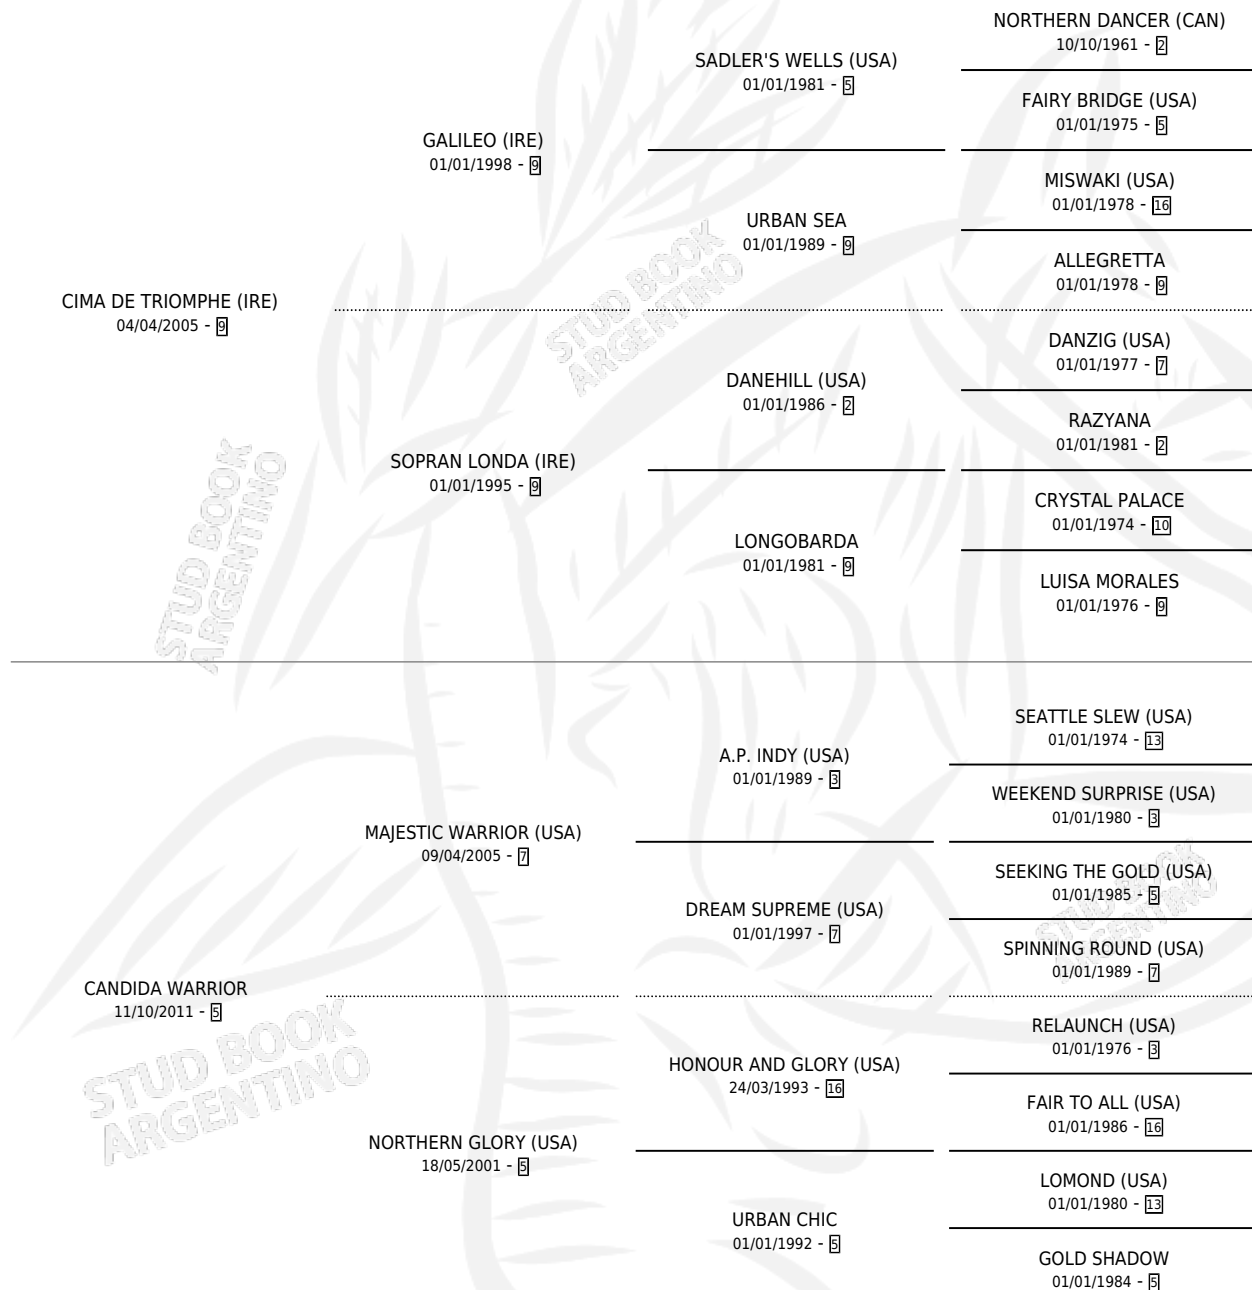 NORTHERN DANCER (CAN)
10/10/1961 - 2
SADLER'S WELLS (USA)
01/01/1981 - 5
FAIRY BRIDGE (USA)
01/01/1975 - 5
GALILEO (IRE)
01/01/1998 - 9
MISWAKI (USA)
01/01/1978 - 16
URBAN SEA
01/01/1989 - 9
ALLEGRETTA
01/01/1978 - 9
CIMA DE TRIOMPHE (IRE)
04/04/2005 - 9
DANZIG (USA)
01/01/1977 - 7
DANEHILL (USA)
01/01/1986 - 2
RAZYANA
01/01/1981 - 2
SOPRAN LONDA (IRE)
01/01/1995 - 9
CRYSTAL PALACE
01/01/1974 - 10
LONGOBARDA
01/01/1981 - 9
LUISA MORALES
01/01/1976 - 9
SEATTLE SLEW (USA)
01/01/1974 - 13
A.P. INDY (USA)
01/01/1989 - 3
WEEKEND SURPRISE (USA)
01/01/1980 - 3
MAJESTIC WARRIOR (USA)
09/04/2005 - 7
SEEKING THE GOLD (USA)
01/01/1985 - 5
DREAM SUPREME (USA)
01/01/1997 - 7
SPINNING ROUND (USA)
01/01/1989 - 7
CANDIDA WARRIOR
11/10/2011 - 5
RELAUNCH (USA)
01/01/1976 - 3
HONOUR AND GLORY (USA)
24/03/1993 - 16
FAIR TO ALL (USA)
01/01/1986 - 16
NORTHERN GLORY (USA)
18/05/2001 - 5
LOMOND (USA)
01/01/1980 - 13
URBAN CHIC
01/01/1992 - 5
GOLD SHADOW
01/01/1984 - 5
STUD BOOK
ARGENTINO
STUD BOOK
ARGENTINO
STUD BOOK
ARGENTINO
STUD BOOK
ARGENTINO